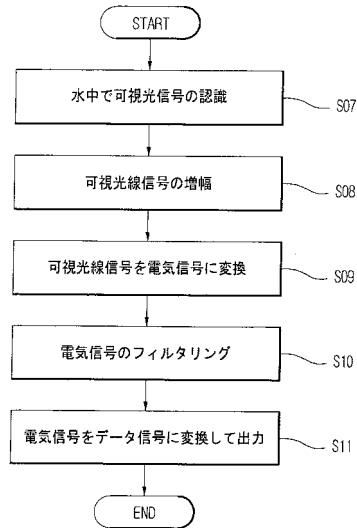 START
水中で可視光信号の認識
S07
可視光線信号の増幅
S08
可視光線信号を電気信号に変換
S09
電気信号のフィルタリング
S10
電気信号をデータ信号に変換して出力
S11
END